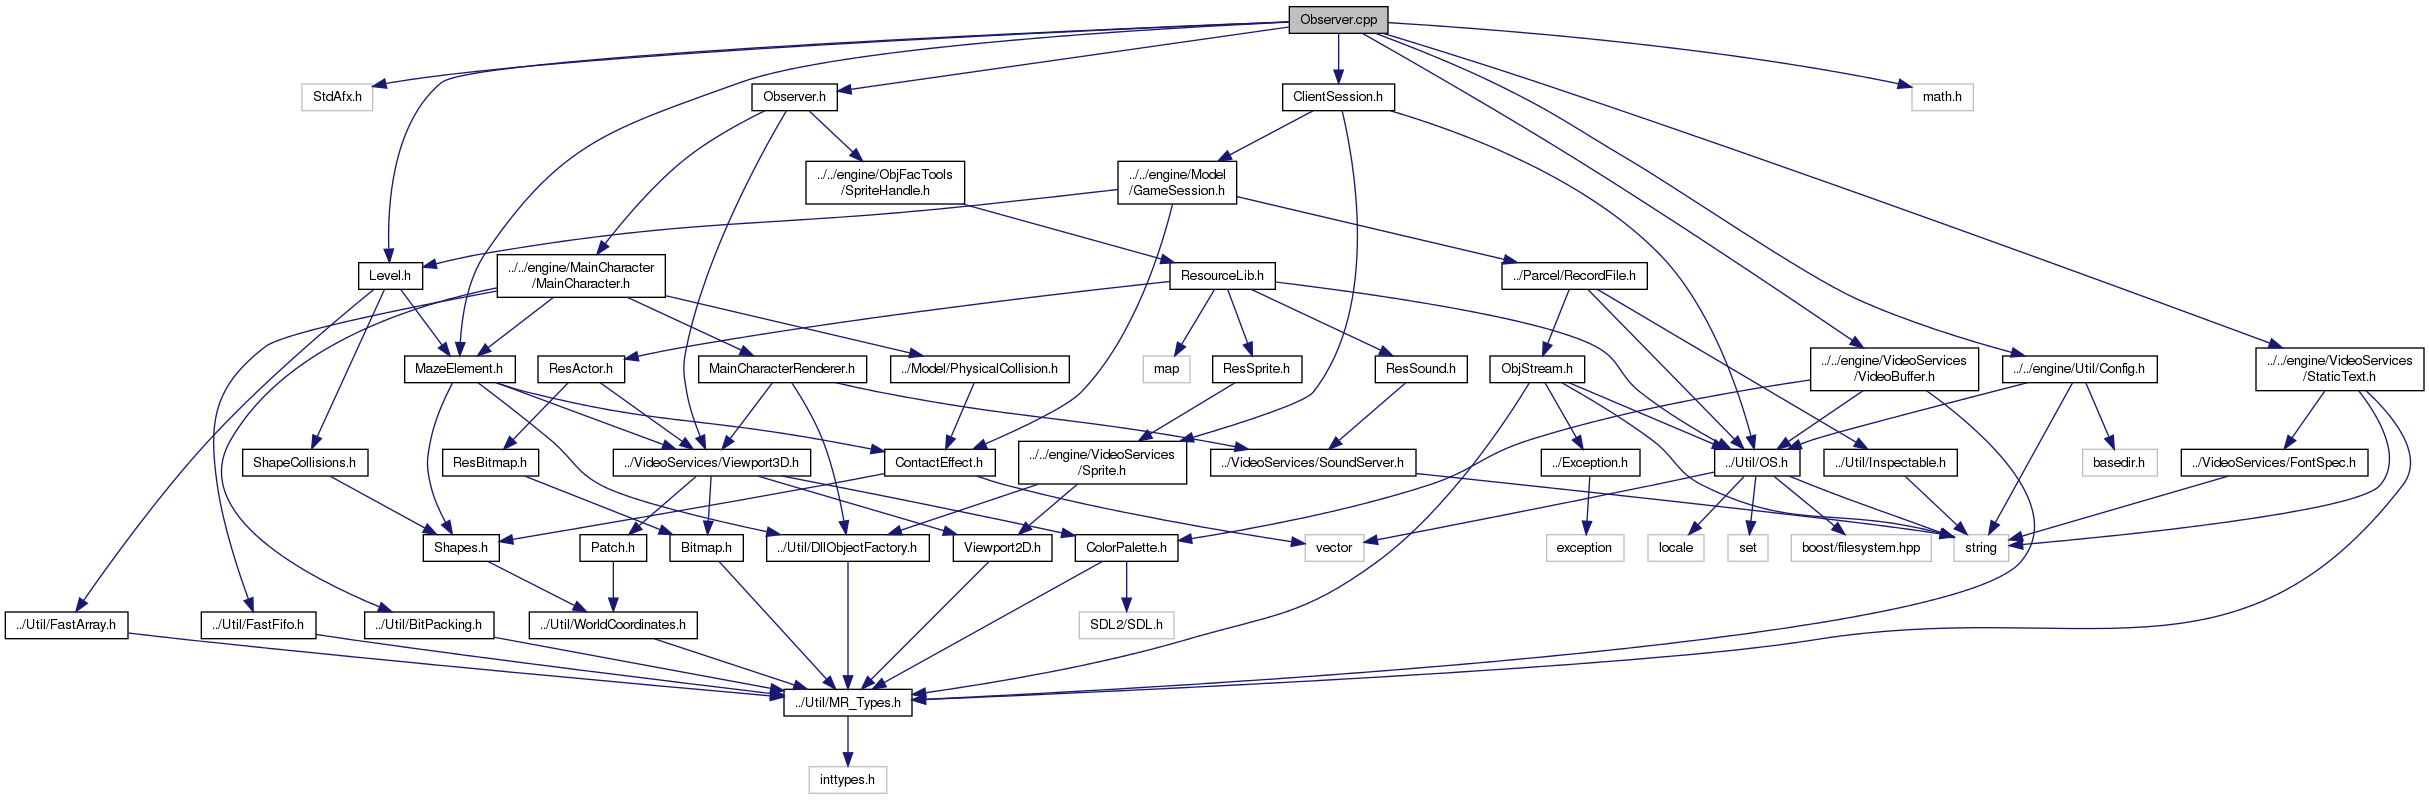 Observer.cpp
StdAfx.h
Observer.h
ClientSession.h
math.h
../../engine/ObjFacTools
/SpriteHandle.h
../../engine/Model
/GameSession.h
Level.h
../../engine/MainCharacter
/MainCharacter.h
ResourceLib.h
../Parcel/RecordFile.h
MazeElement.h
ResActor.h
MainCharacterRenderer.h
../Model/PhysicalCollision.h
map
ResSprite.h
ResSound.h
ObjStream.h
../../engine/VideoServices
/VideoBuffer.h
../../engine/Util/Config.h
../../engine/VideoServices
/StaticText.h
ShapeCollisions.h
ResBitmap.h
../VideoServices/Viewport3D.h
ContactEffect.h
../../engine/VideoServices
/Sprite.h
../VideoServices/SoundServer.h
../Exception.h
../Util/OS.h
../Util/Inspectable.h
basedir.h
../VideoServices/FontSpec.h
Shapes.h
Patch.h
Bitmap.h
../Util/DllObjectFactory.h
Viewport2D.h
ColorPalette.h
vector
exception
locale
set
boost/filesystem.hpp
string
../Util/FastArray.h
../Util/FastFifo.h
../Util/BitPacking.h
../Util/WorldCoordinates.h
SDL2/SDL.h
../Util/MR_Types.h
inttypes.h